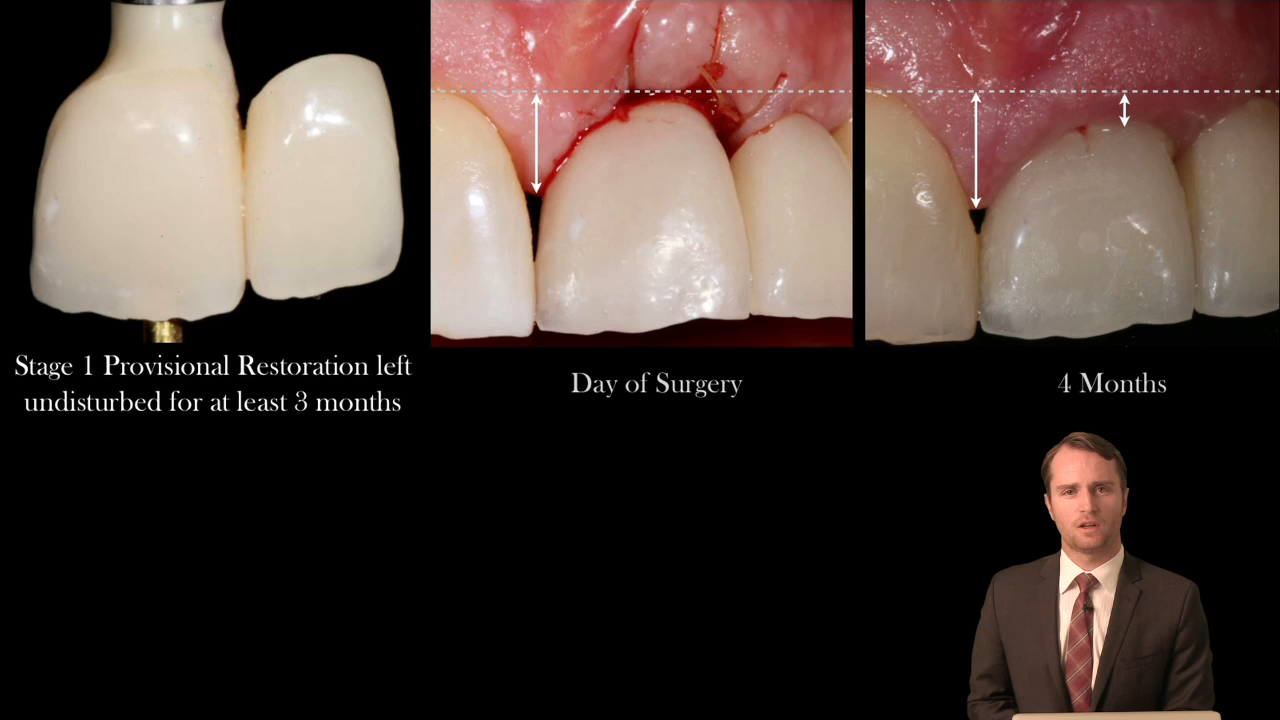 Stage 1 Provisional Restoration left
undisturbed for at least 3 months
Day of Surgery
4 Months